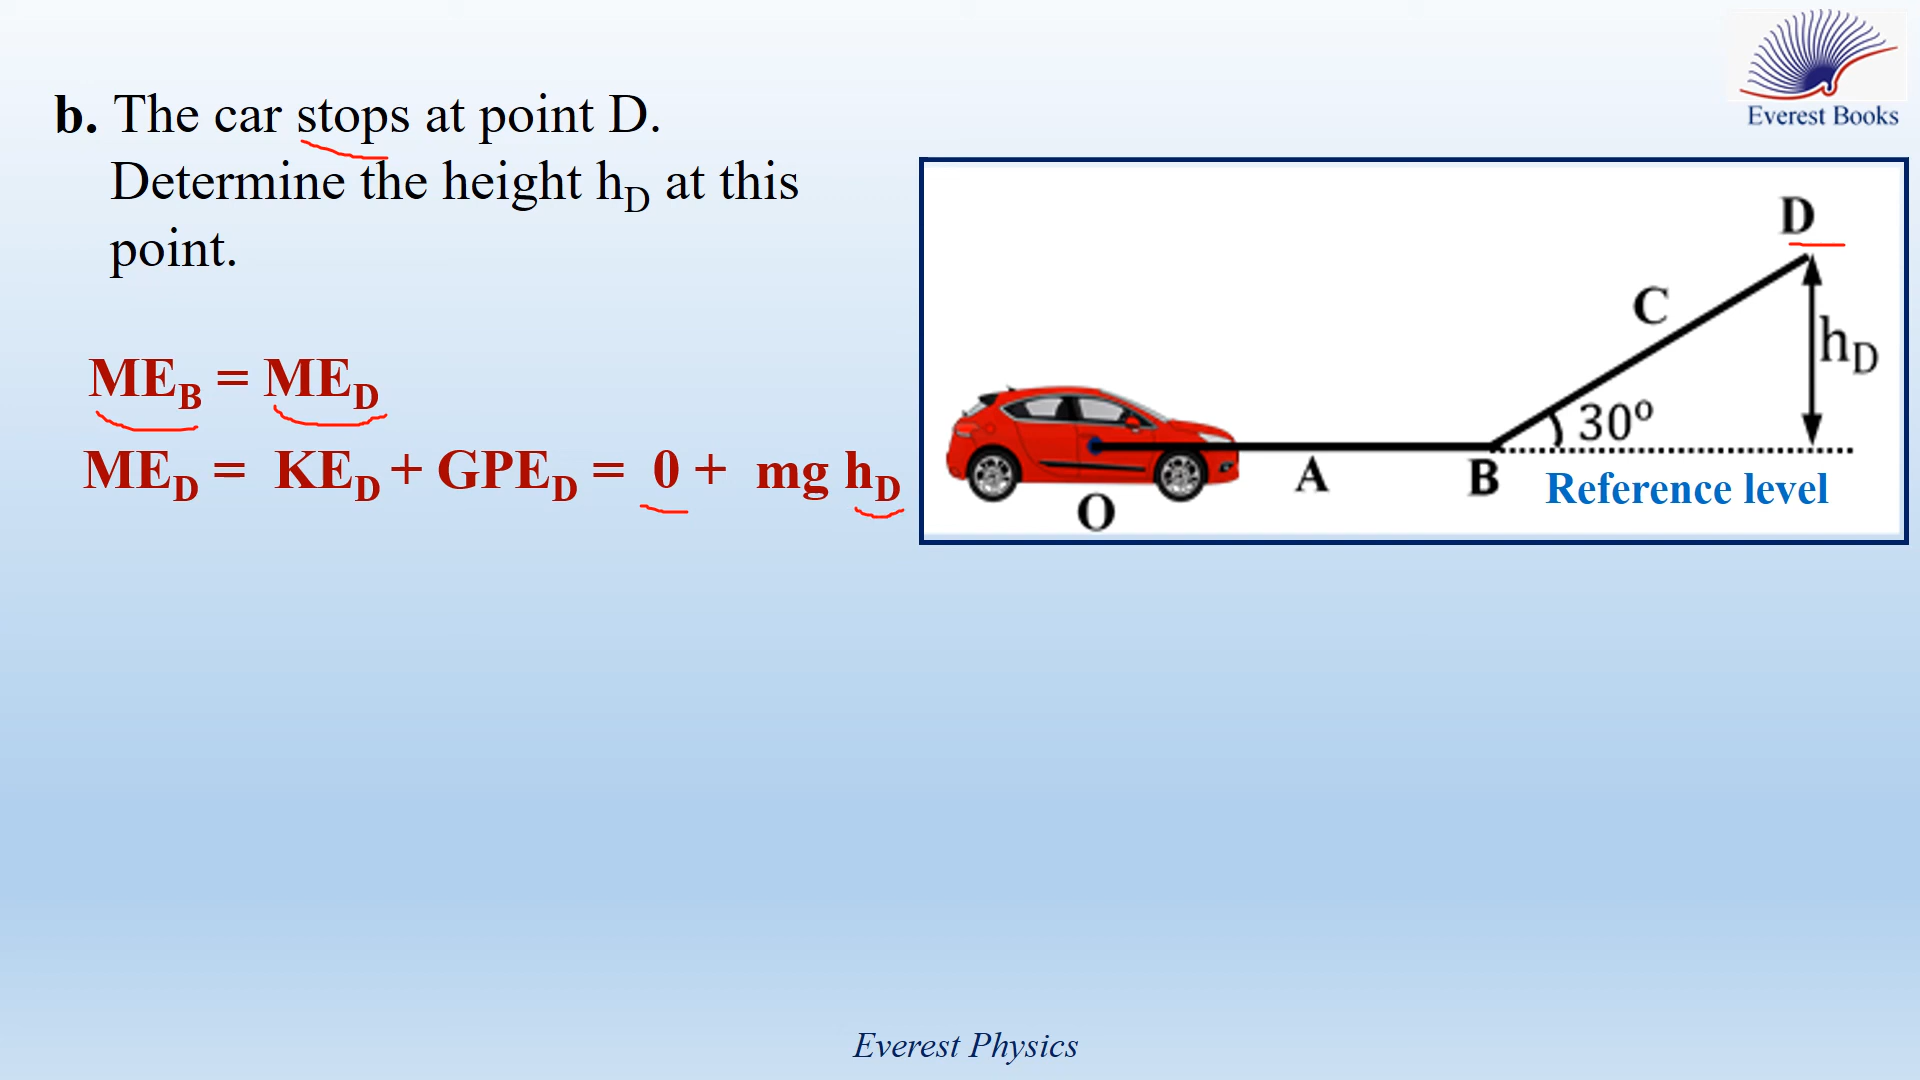 Everest Books
b. The car stops at point D.
Determine the height hD at this
point.
MEB = MED
MED = KED + GPED = 0 + mg hD
D
C
hD
30º
A
B
Reference level
O
Everest Physics